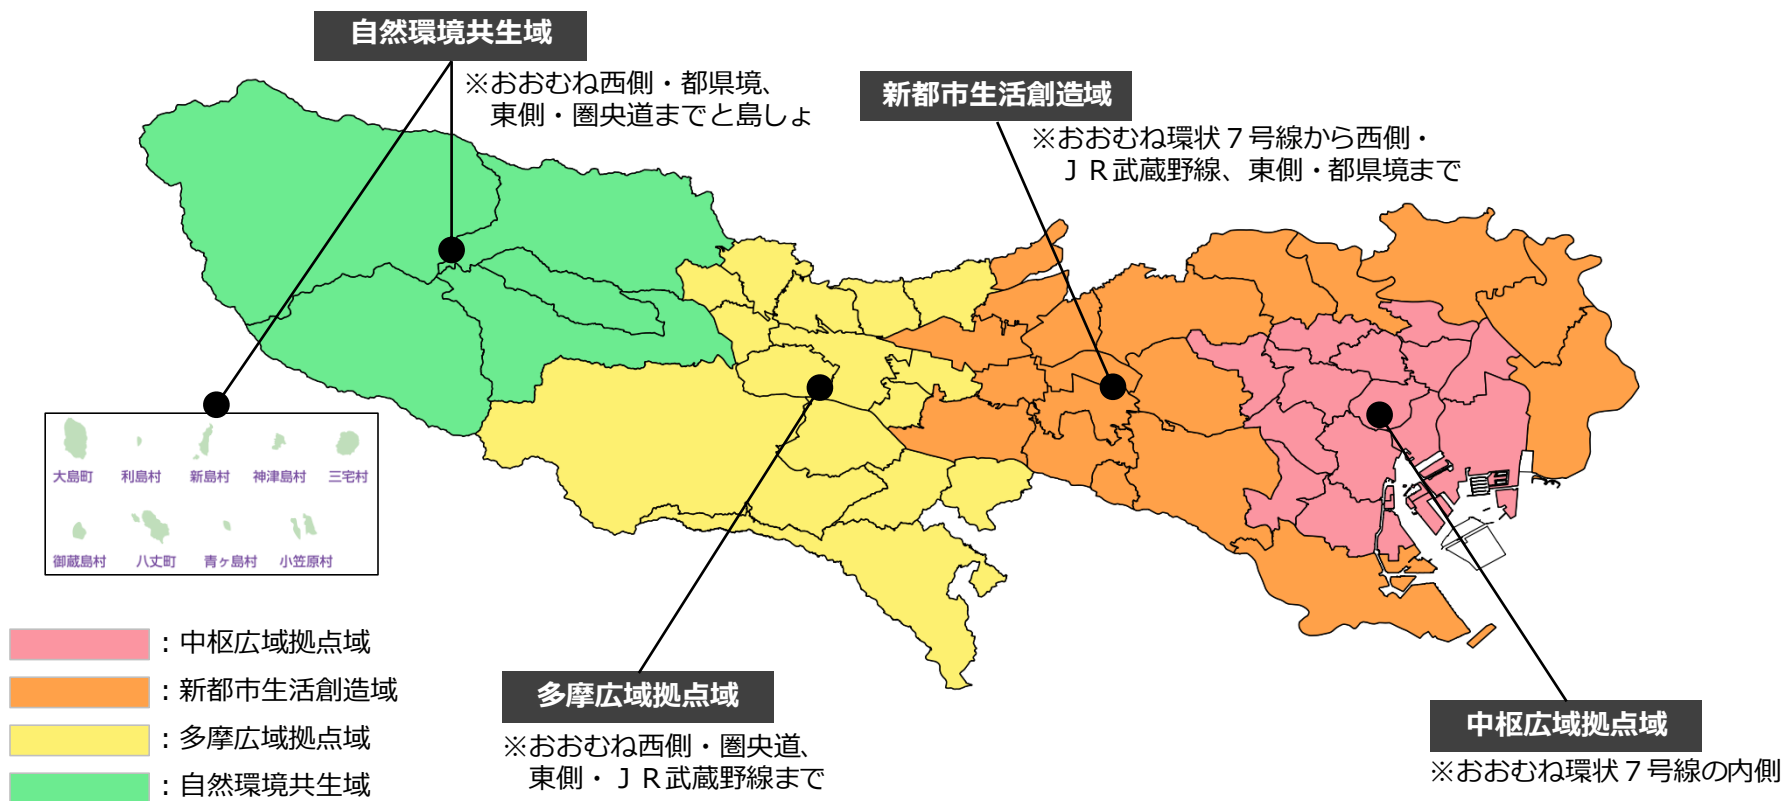 自然環境共生域
※おおむね西側・都県境、
東側・圏央道までと島しょ
新都市生活創造域
※おおむね環状７号線から西側・
ＪＲ武蔵野線、東側・都県境まで
大島町 利島村 新島村 神津島村 三宅村
御蔵島村 八丈町 青ヶ島村 小笠原村
：中枢広域拠点域
：新都市生活創造域
：多摩広域拠点域
：自然環境共生域
多摩広域拠点域
※おおむね西側・圏央道、
東側・ＪＲ武蔵野線まで
中枢広域拠点域
※おおむね環状７号線の内側